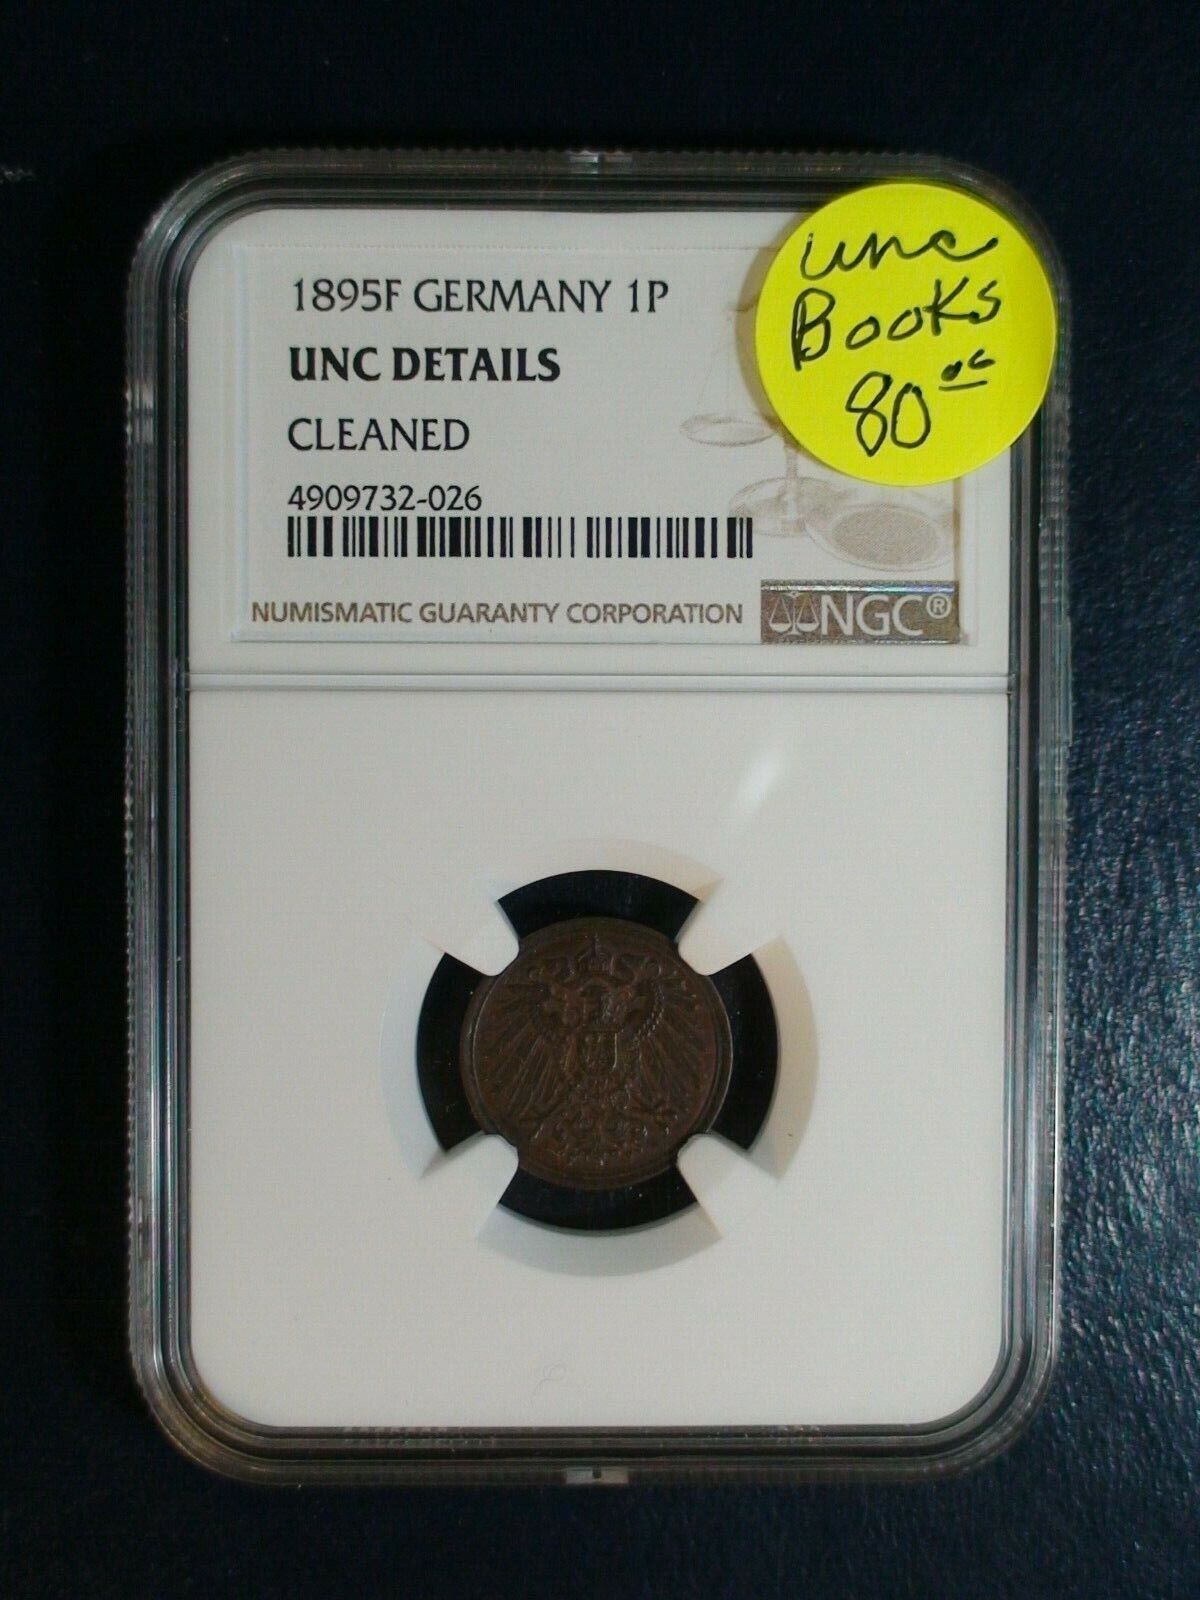 1895F GERMANY 1P
UNC DETAILS
CLEANED
4909732-026
NUMISMATIC GUARANTY CORPORATION
NGC®
unc
Books
80.00